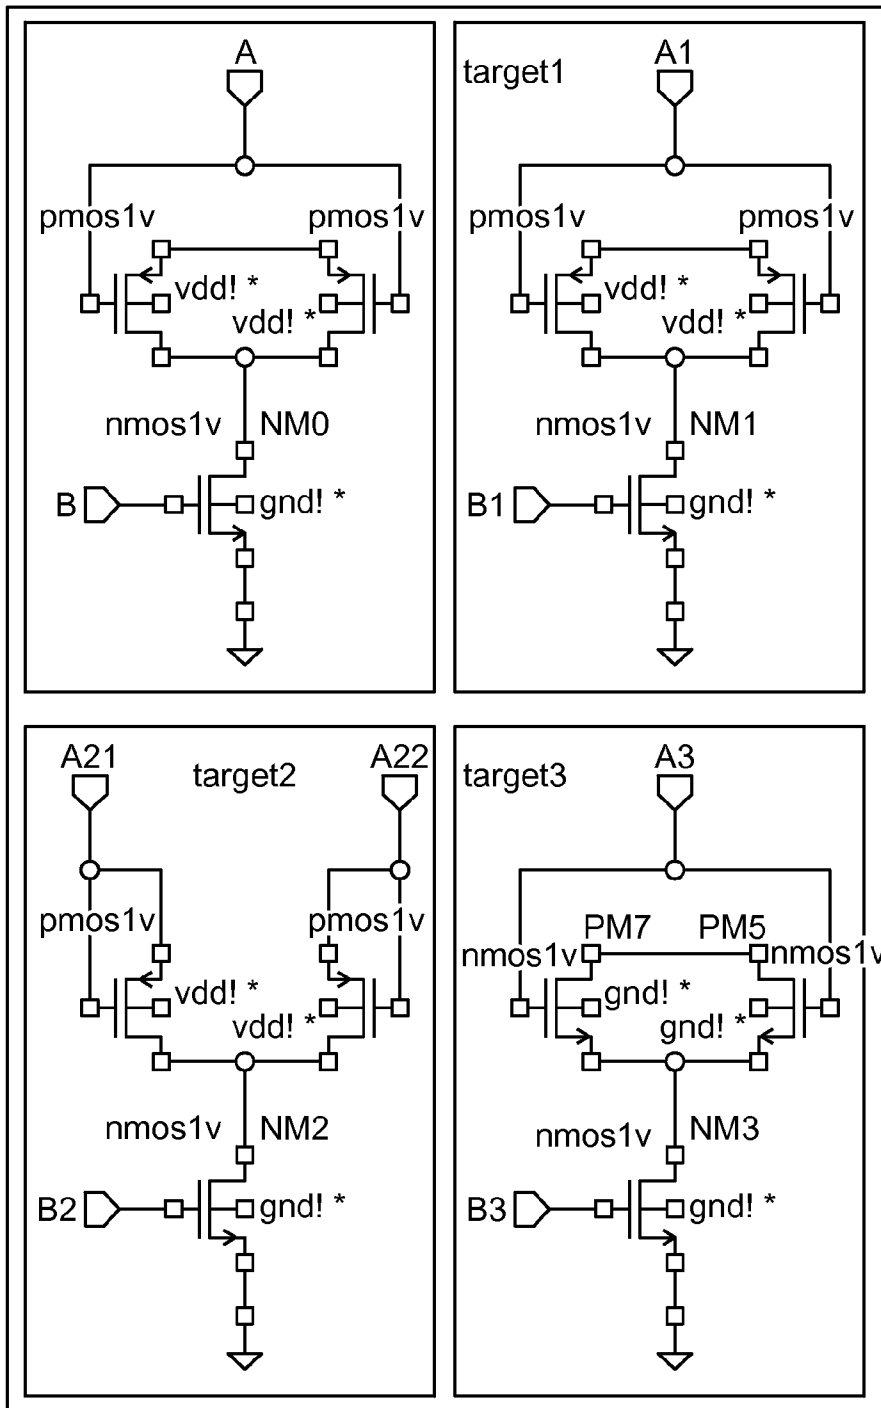 A
pmos1v pmos1v
vdd! *
vdd! *
nmos1v NM0
B gnd! *
target1 A1
pmos1v pmos1v
vdd! *
vdd! *
nmos1v NM1
B1 gnd! *
A21 target2 A22
pmos1v pmos1v
vdd! *
vdd! *
nmos1v NM2
B2 gnd! *
target3 A3
PM7 PM5
nmos1v nmos1v
gnd! *
gnd! *
nmos1v NM3
B3 gnd! *